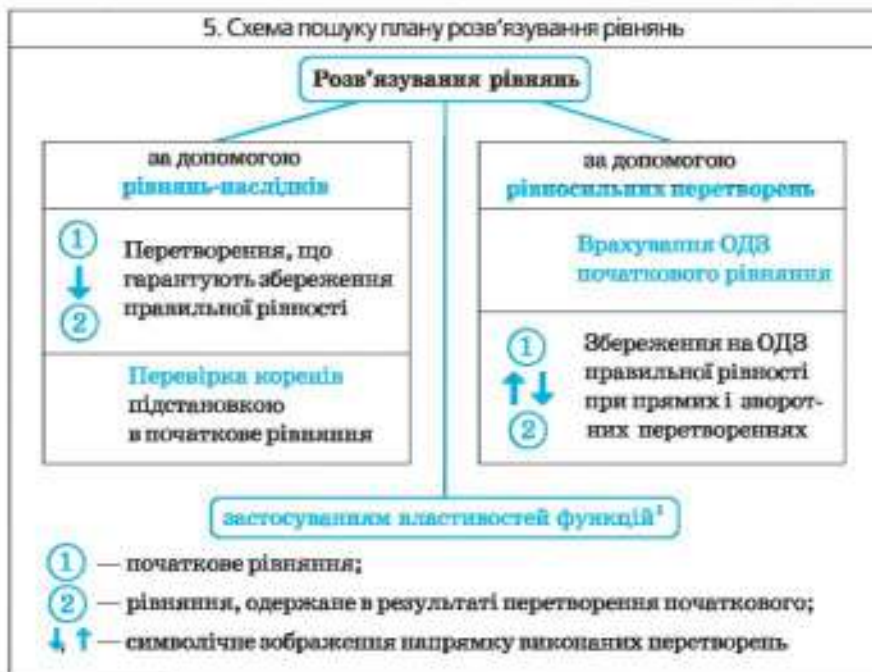 5. Схема пошуку плану розв'язування рівнянь
Розв'язування рівнянь
за допомогою
рівнянь-наслідків
1
2
Перетворення, що
гарантують збереження
правильної рівності
Перевірка коренів
підстановкою
в початкове рівняння
за допомогою
рівносильних перетворень
Врахування ОДЗ
початкового рівняння
1
2
Збереження на ОДЗ
правильної рівності
при прямих і зворот-
них перетвореннях
застосуванням властивостей функцій¹
1 — початкове рівняння;
2 — рівняння, одержане в результаті перетворення початкового;
↓, ↑ — символічне зображення напрямку виконаних перетворень